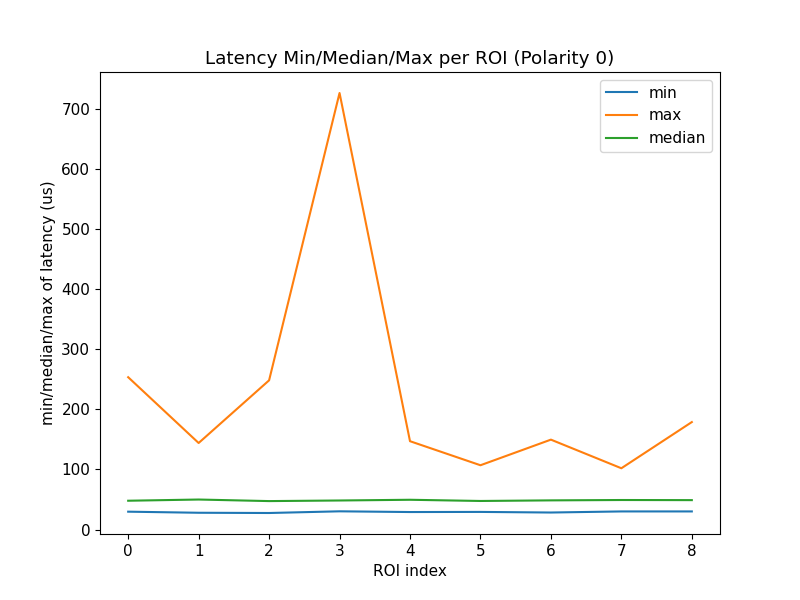 Latency Min/Median/Max per ROI (Polarity 0)
min
max
median
700
600
500
400
300
200
100
0
min/median/max of latency (us)
0 1 2 3 4 5 6 7 8
ROI index